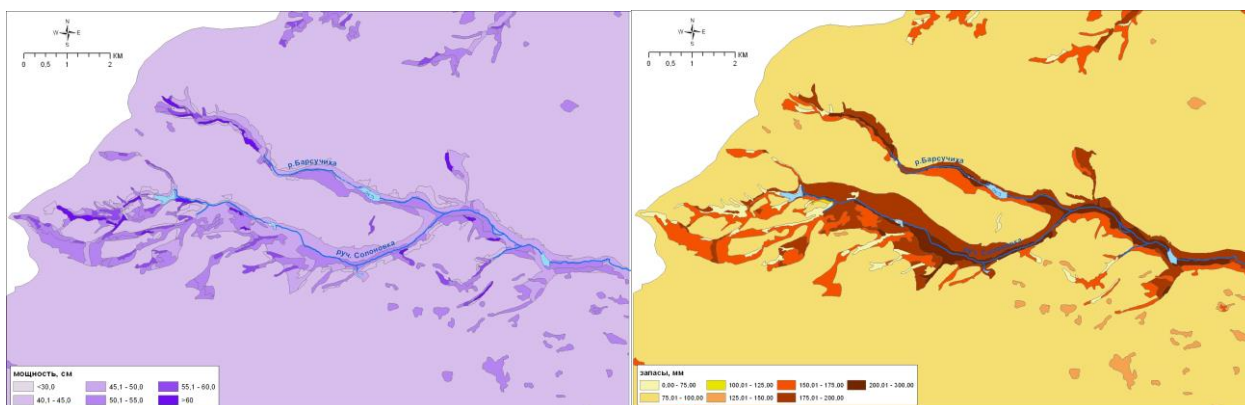 N
W E
S
КМ
0 0,5 1 2
р.Барсучиха
руч. Солоновка
мощность, см
<30,0
45,1 - 50,0
55,1 - 60,0
40,1 - 45,0
50,1 - 55,0
>60
N
W E
S
КМ
0 0,5 1 2
р.Барсучиха
запасы, мм
0,00 - 75,00
100,01 - 125,00
150,01 - 175,00
200,01 - 300,00
75,01 - 100,00
125,01 - 150,00
175,01 - 200,00